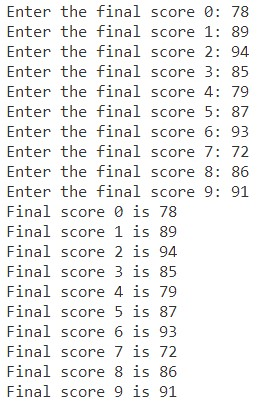 Enter the final score 0: 78
Enter the final score 1: 89
Enter the final score 2: 94
Enter the final score 3: 85
Enter the final score 4: 79
Enter the final score 5: 87
Enter the final score 6: 93
Enter the final score 7: 72
Enter the final score 8: 86
Enter the final score 9: 91
Final score 0 is 78
Final score 1 is 89
Final score 2 is 94
Final score 3 is 85
Final score 4 is 79
Final score 5 is 87
Final score 6 is 93
Final score 7 is 72
Final score 8 is 86
Final score 9 is 91